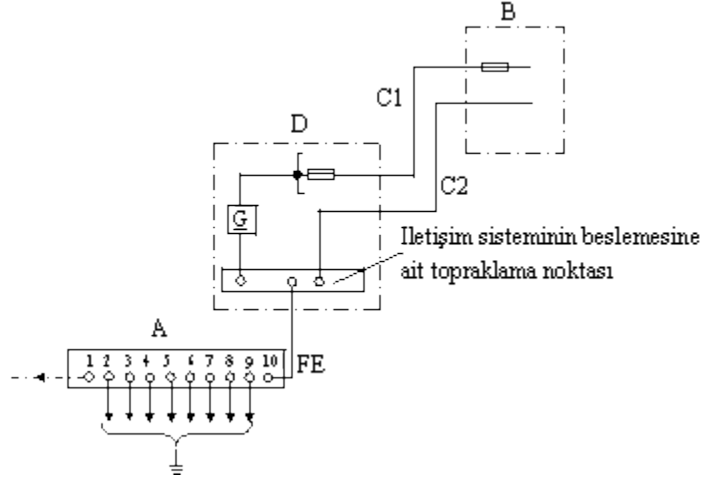 B
C1
D
C2
G
Iletişim sisteminin beslemesine
ait topraklama noktası
A
1 2 3 4 5 6 7 8 9 10
FE